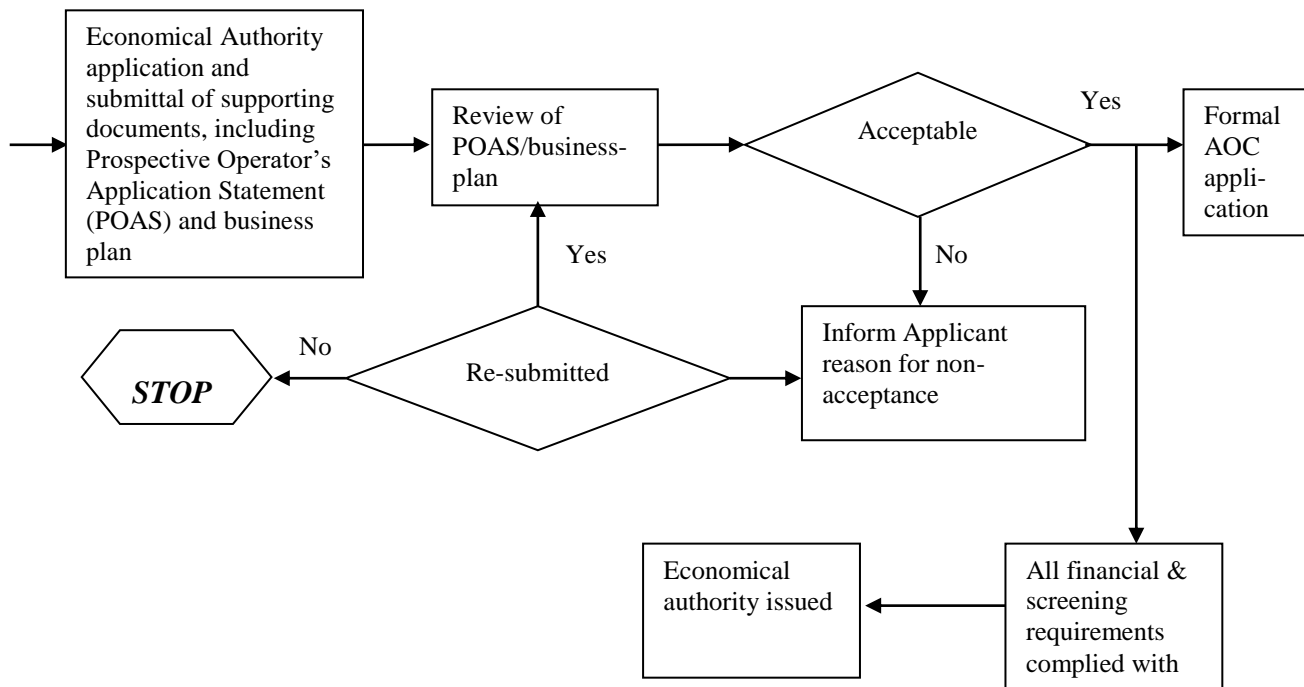 Economical Authority
application and
submittal of supporting
documents, including
Prospective Operator's
Application Statement
(POAS) and business
plan
Review of
POAS/business-
plan
Acceptable
Yes
Formal
AOC
appli-
cation
Yes
No
No
STOP
Re-submitted
Inform Applicant
reason for non-
acceptance
Economical
authority issued
All financial &
screening
requirements
complied with